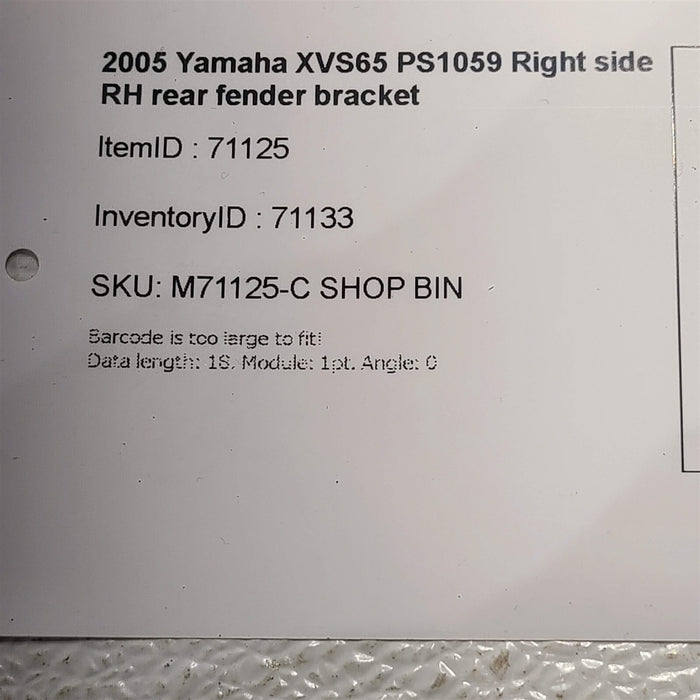 2005 Yamaha XVS65 PS1059 Right side
RH rear fender bracket
ItemID : 71125
InventoryID : 71133
SKU: M71125-C SHOP BIN
Barcode is too large to fit!
Data length: 18, Module: 1pt. Angle: 0